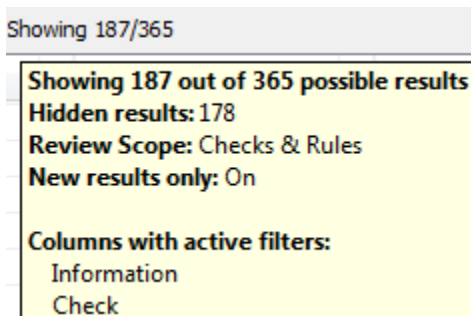 Showing 187/365
Showing 187 out of 365 possible results
Hidden results: 178
Review Scope: Checks & Rules
New results only: On
Columns with active filters:
Information
Check